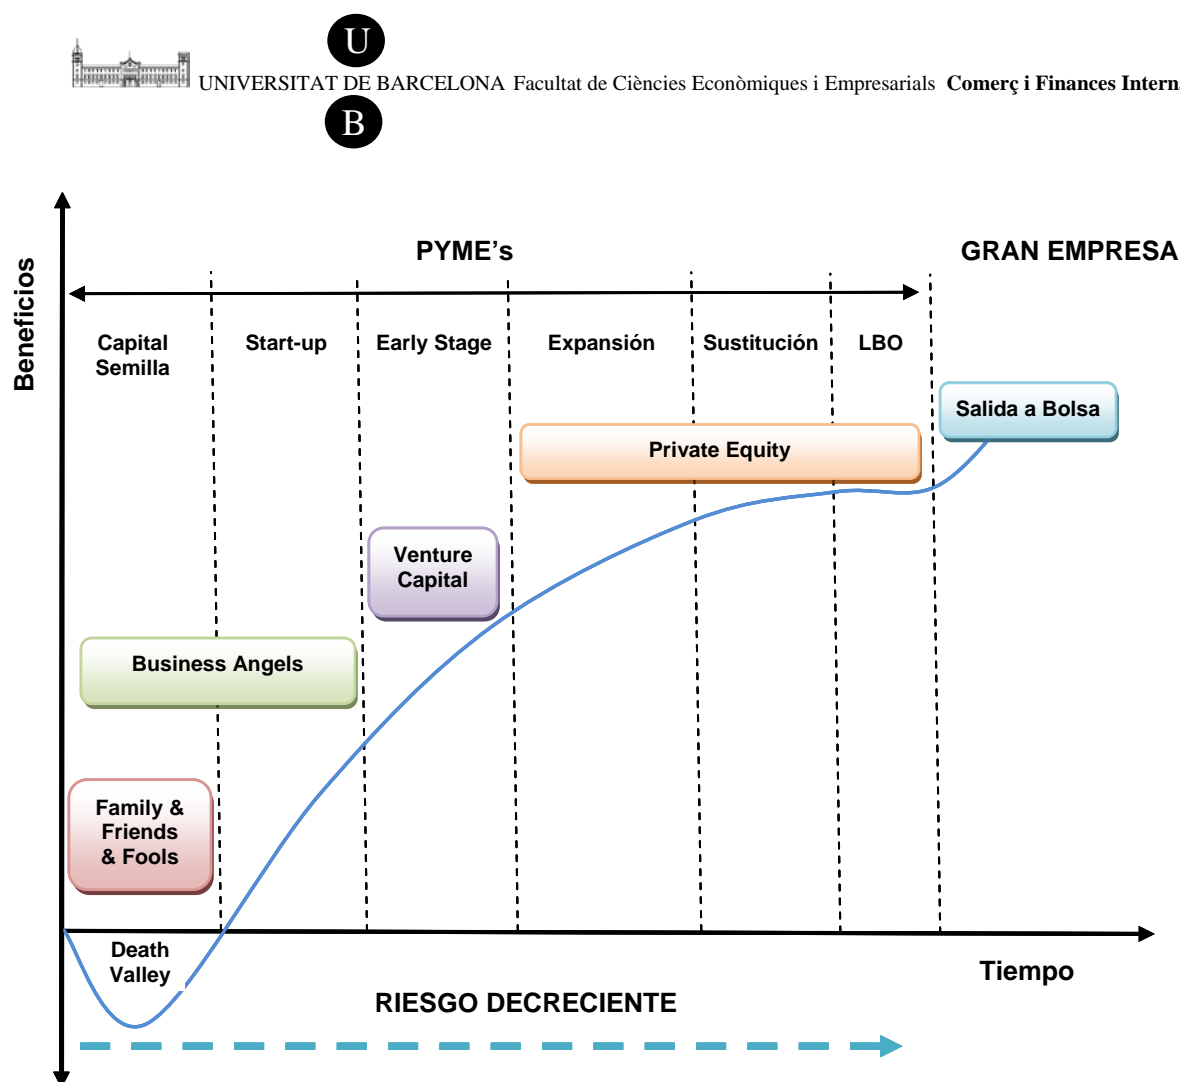 U
UNIVERSITAT DE BARCELONA Facultat de Ciències Econòmiques i Empresarials Comerç i Finances Intern
B
PYME’s
GRAN EMPRESA
Beneficios
Capital
Semilla
Start-up
Early Stage
Expansión
Sustitución
LBO
Salida a Bolsa
Private Equity
Venture
Capital
Business Angels
Family &
Friends
& Fools
Death
Valley
Tiempo
RIESGO DECRECIENTE